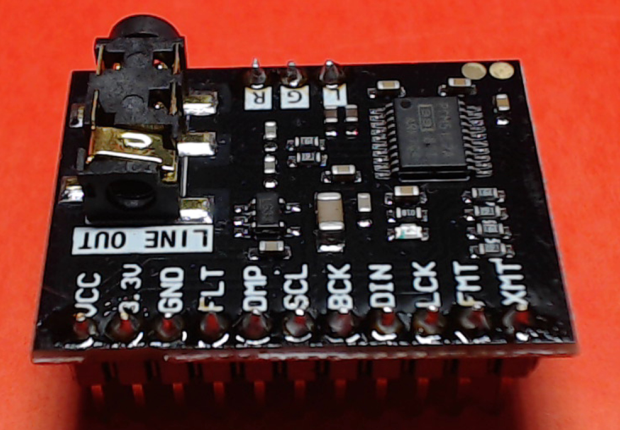 R G L
LINE OUT
VCC 3.3V GND FLT DMP SCL BCK DIN LCK FMT XMT